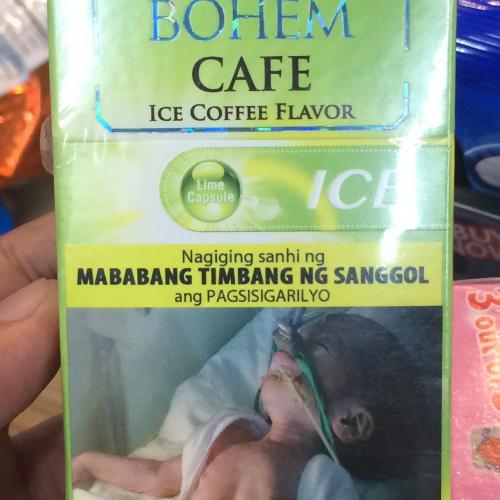 BOHEM
CAFE
ICE COFFEE FLAVOR
Lime
Capsule
ICE
Nagiging sanhi ng
MABABANG TIMBANG NG SANGGOL
ang PAGSISIGARILYO